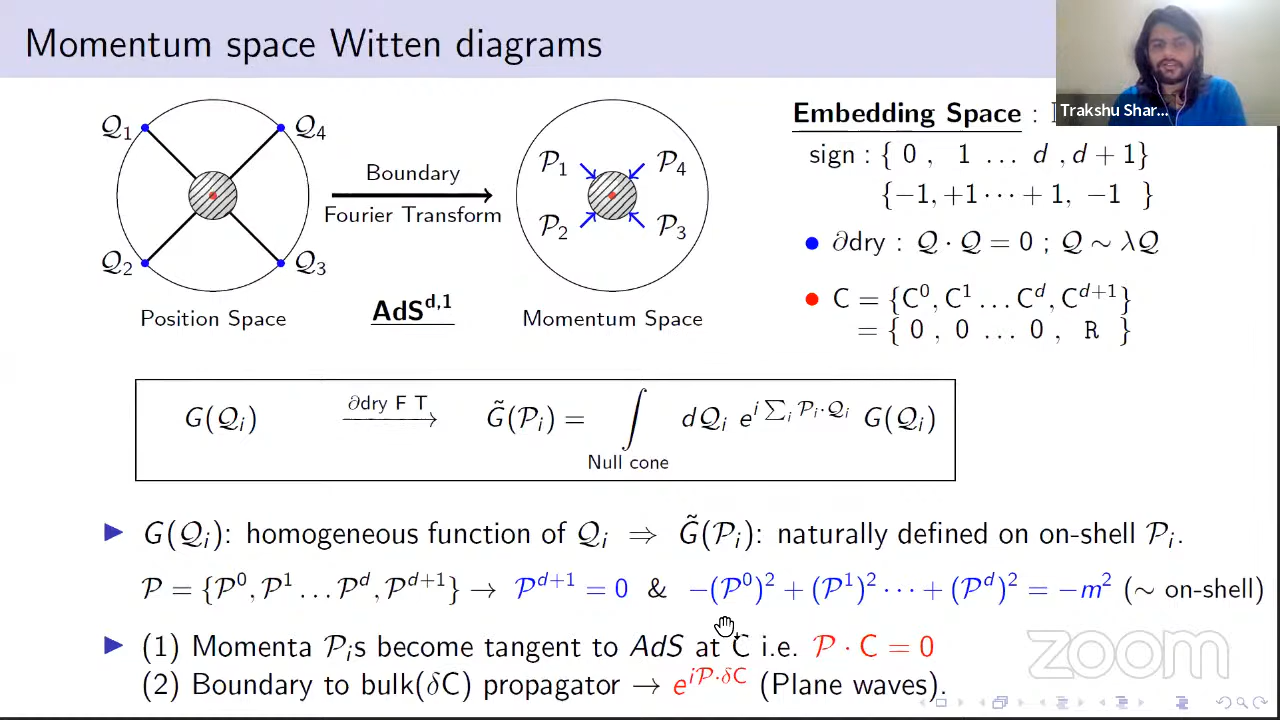 Momentum space Witten diagrams
Trakshu Shar...
Q₁
Q₄
Q₂
Q₃
Position Space
Boundary
Fourier Transform
AdS^{d,1}
P₁
P₄
P₂
P₃
Momentum Space
Embedding Space :
sign : { 0 , 1 … d , d + 1}
{−1, +1 ⋯ + 1, −1 }
• ∂dry : Q · Q = 0 ; Q ∼ λQ
• C = {C⁰, C¹ … C^d, C^{d+1}}
= { 0 , 0 … 0 , R }
G(Q_i) \xrightarrow{∂dry F T} G̃(P_i) = ∫_{Null cone} dQ_i e^{i ∑_i P_i·Q_i} G(Q_i)
▶ G(Q_i): homogeneous function of Q_i ⇒ G̃(P_i): naturally defined on on-shell P_i.
P = {P⁰, P¹ … P^d, P^{d+1}} → P^{d+1} = 0 & −(P⁰)² + (P¹)² ⋯ + (P^d)² = −m² (∼ on-shell)
▶ (1) Momenta P_is become tangent to AdS at C i.e. P · C = 0
(2) Boundary to bulk(δC) propagator → e^{iP·δC} (Plane waves).
zoom